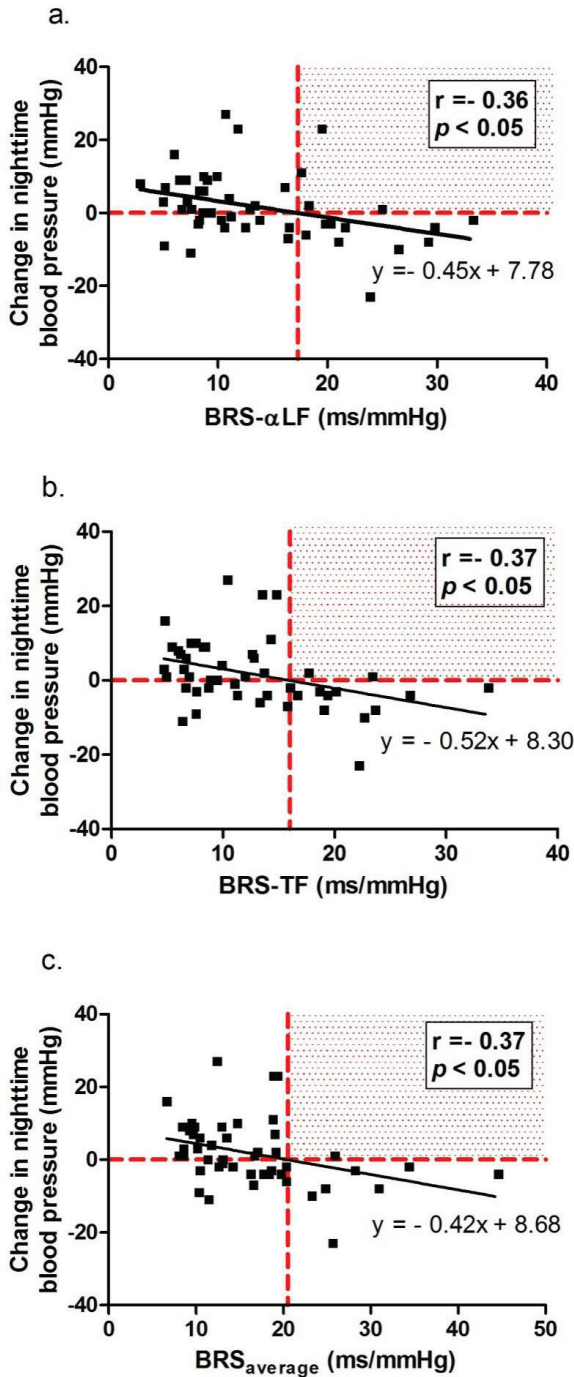 a.
Change in nighttime
blood pressure (mmHg)
40
20
0
-20
-40
r =- 0.36
p < 0.05
y =- 0.45x + 7.78
0
10
20
30
40
BRS-αLF (ms/mmHg)
b.
Change in nighttime
blood pressure (mmHg)
40
20
0
-20
-40
r =- 0.37
p < 0.05
y = - 0.52x + 8.30
0
10
20
30
40
BRS-TF (ms/mmHg)
c.
Change in nighttime
blood pressure (mmHg)
40
20
0
-20
-40
r =- 0.37
p < 0.05
y = - 0.42x + 8.68
0
10
20
30
40
50
BRSaverage (ms/mmHg)